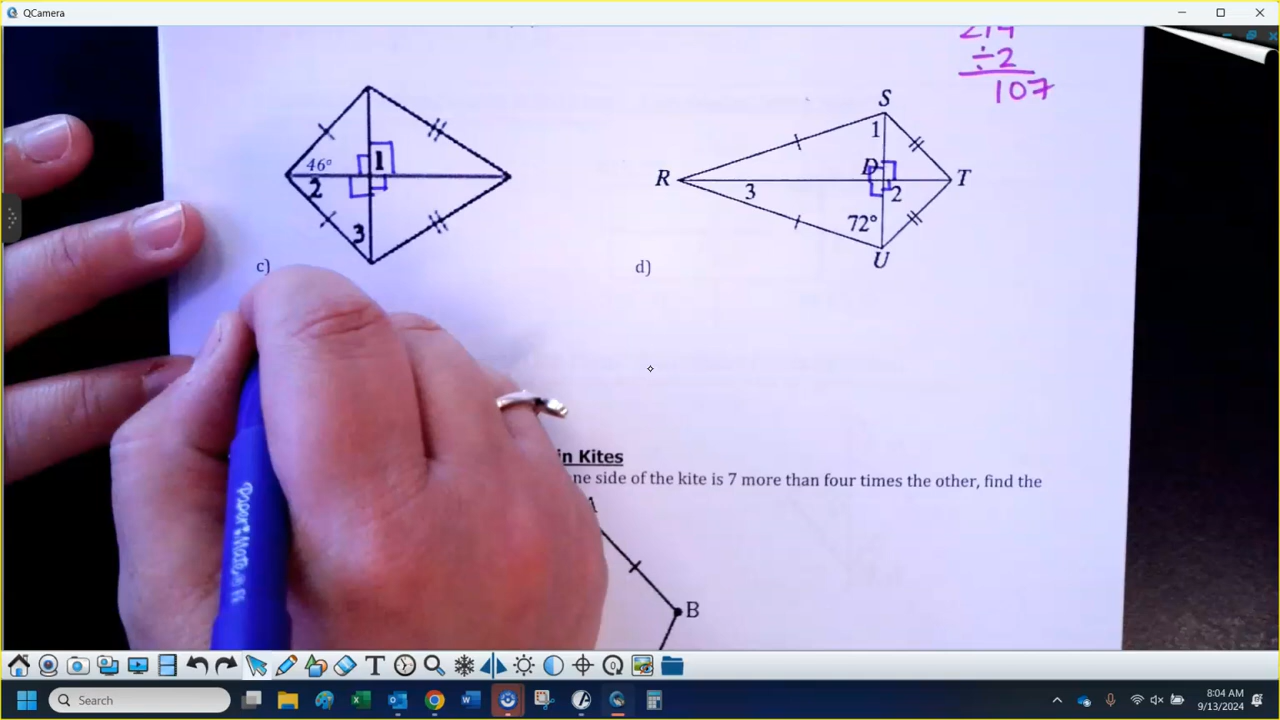 QCamera
÷2
107
46°
1
2
3
c)
S
1
R
D
T
3
2
72°
U
d)
in Kites
ne side of the kite is 7 more than four times the other, find the
B
Search
8:04 AM
9/13/2024